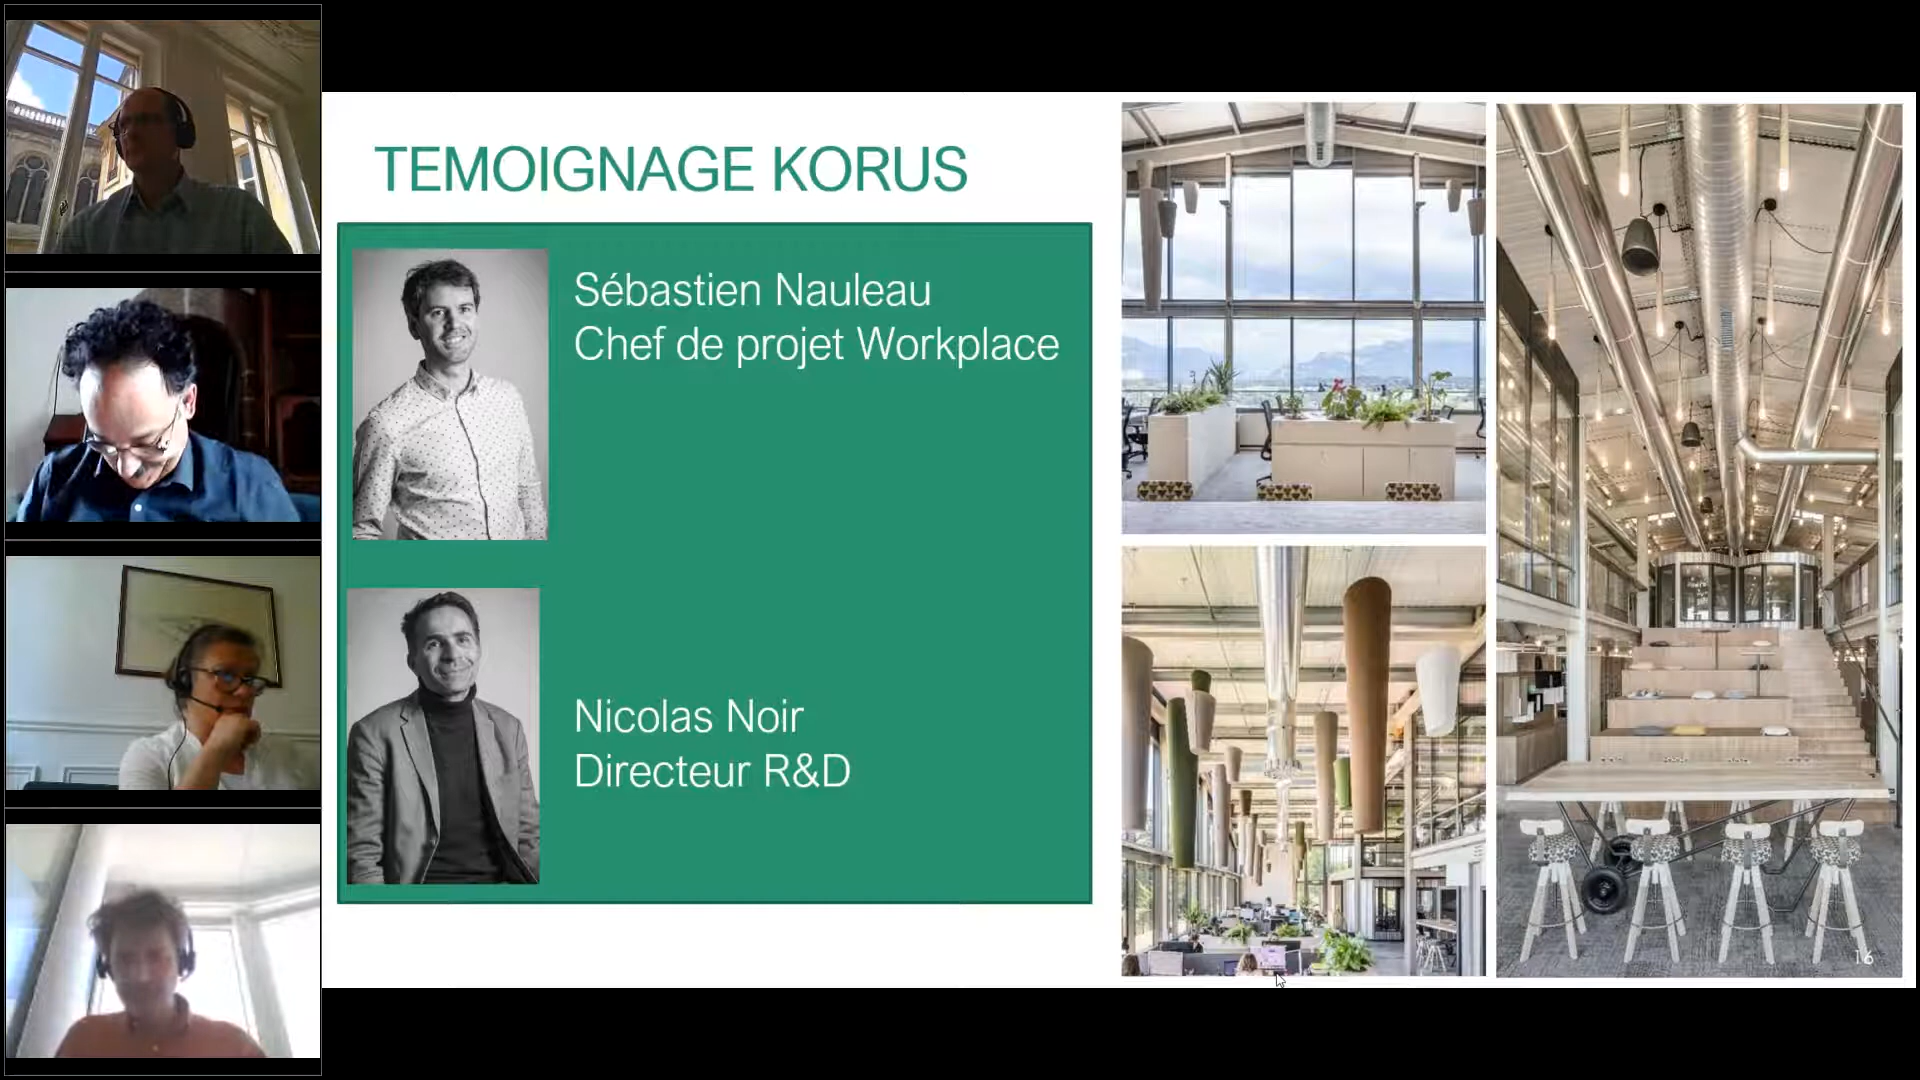 TEMOIGNAGE KORUS
Sébastien Nauleau
Chef de projet Workplace
Nicolas Noir
Directeur R&D
16